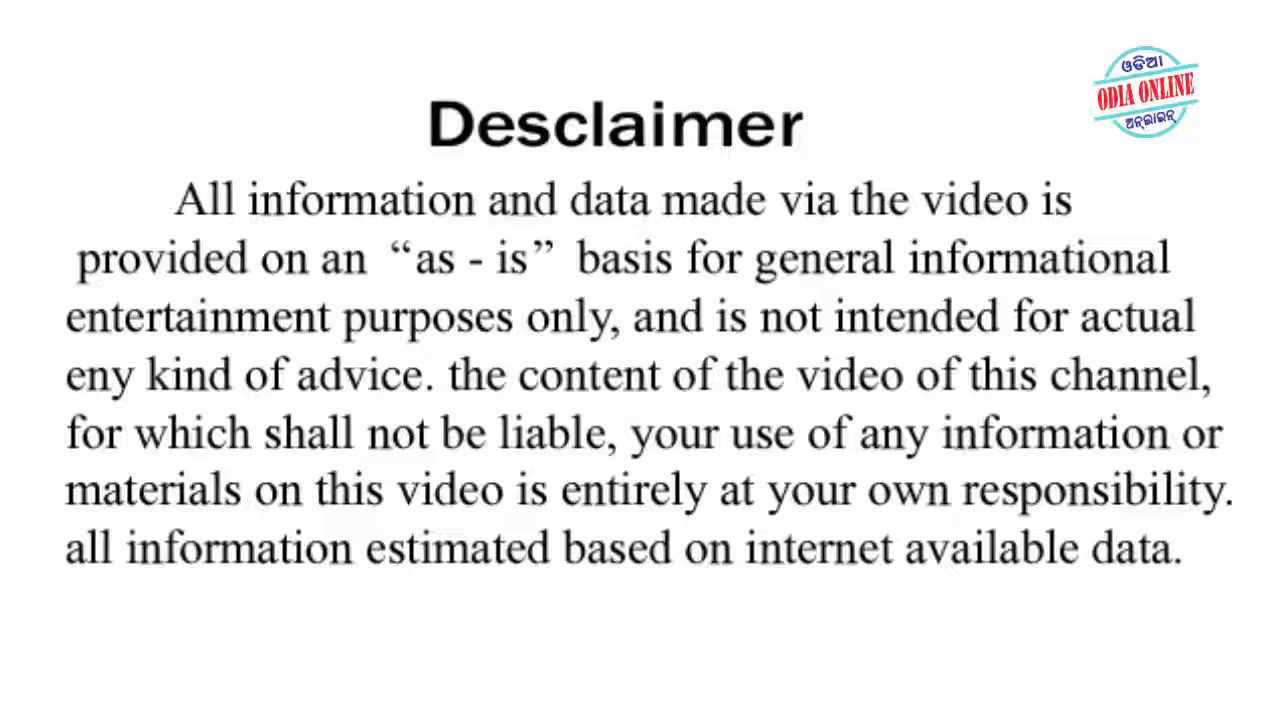 ଓଡିଆ
ODIA ONLINE
ଅନ୍‌ଲାଇନ୍
Desclaimer
All information and data made via the video is
provided on an “as - is” basis for general informational
entertainment purposes only, and is not intended for actual
eny kind of advice. the content of the video of this channel,
for which shall not be liable, your use of any information or
materials on this video is entirely at your own responsibility.
all information estimated based on internet available data.